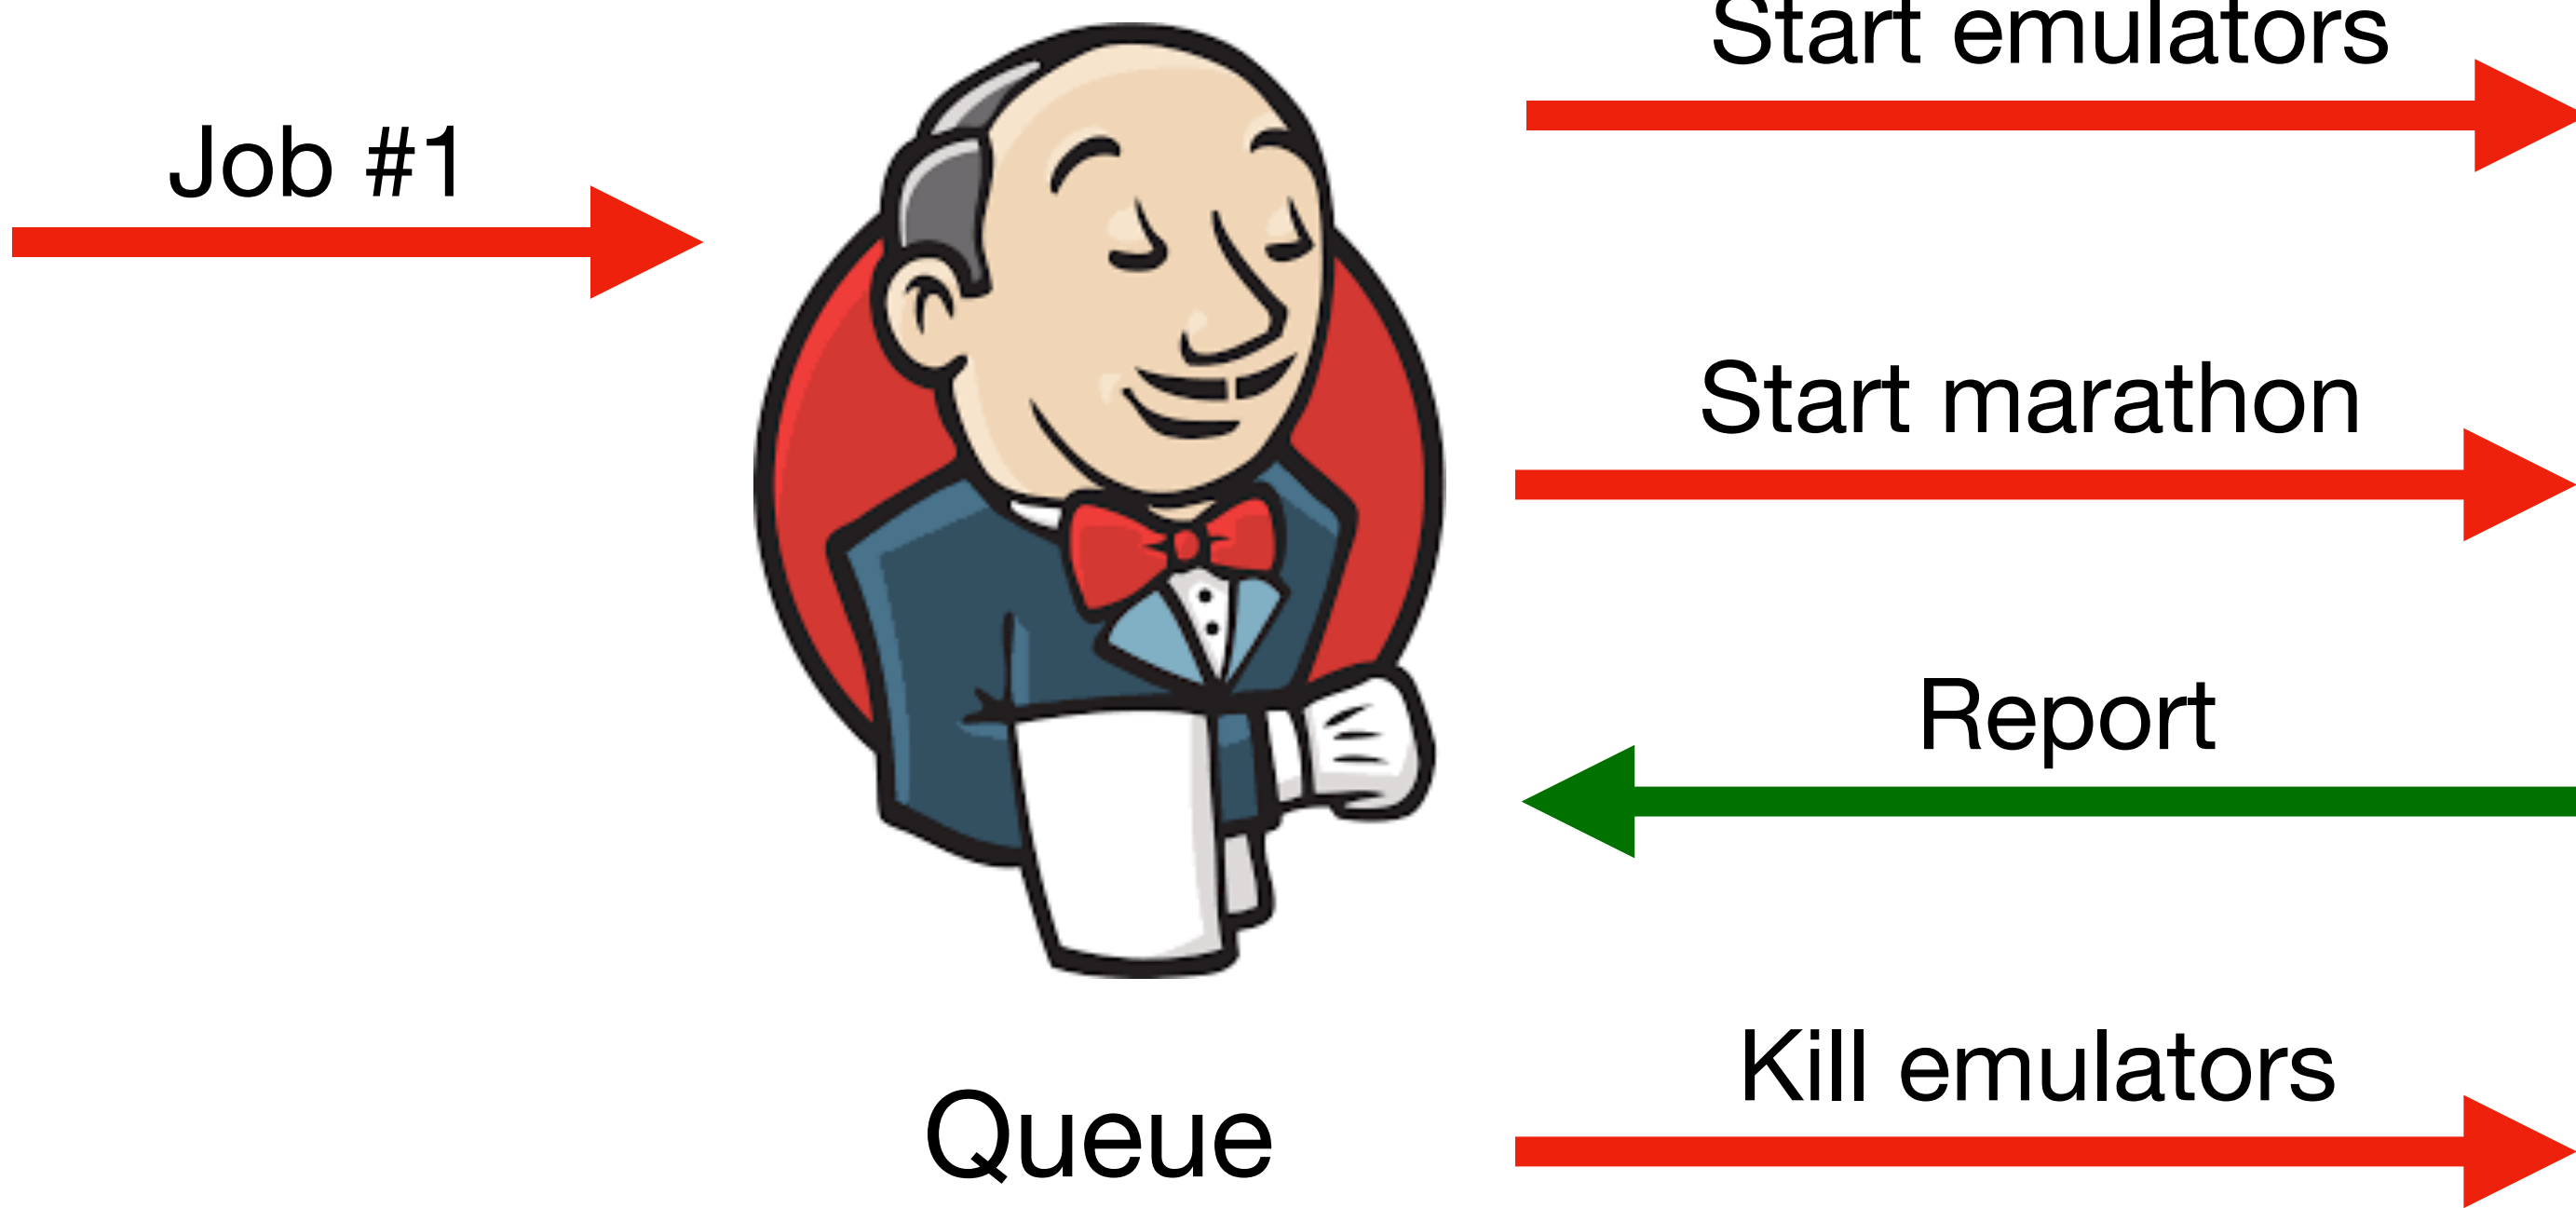 Start emulators
Job #1
Start marathon
Report
Kill emulators
Queue